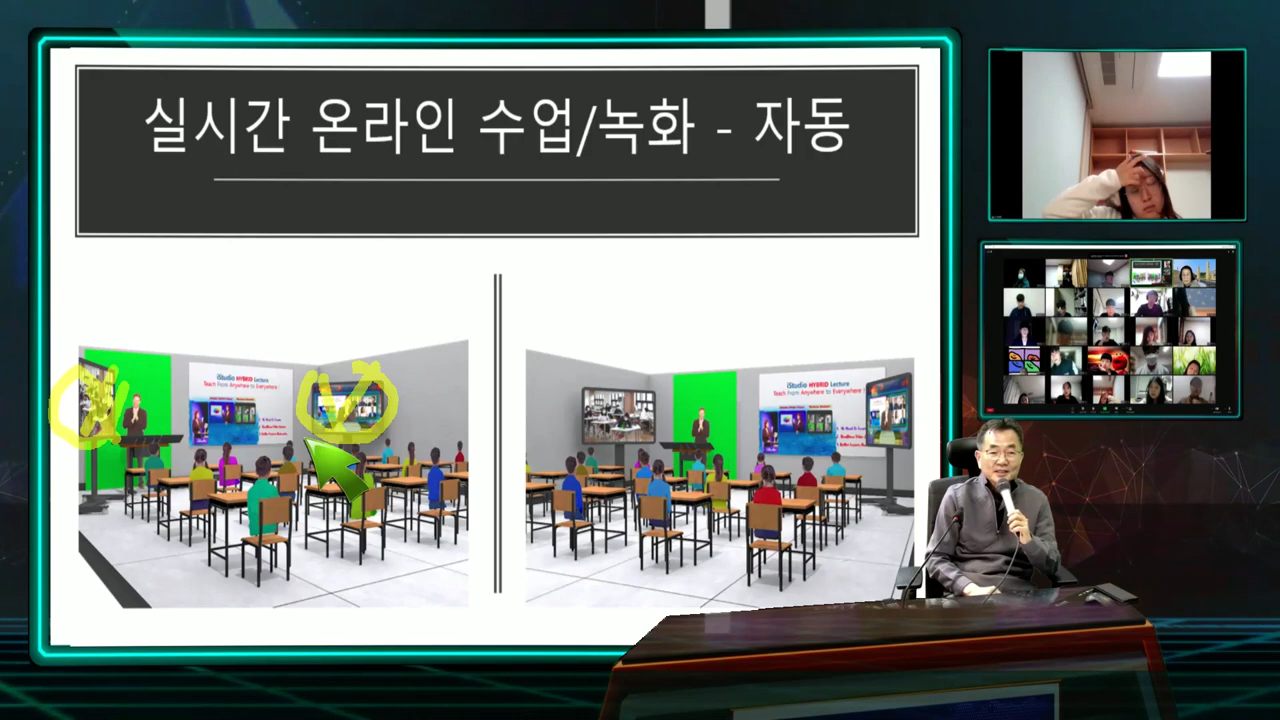 실시간 온라인 수업/녹화 - 자동
iStudio HYBRID Lecture
Teach From Anywhere to Everywhere !
iStudio HYBRID Lecture
Teach From Anywhere to Everywhere !